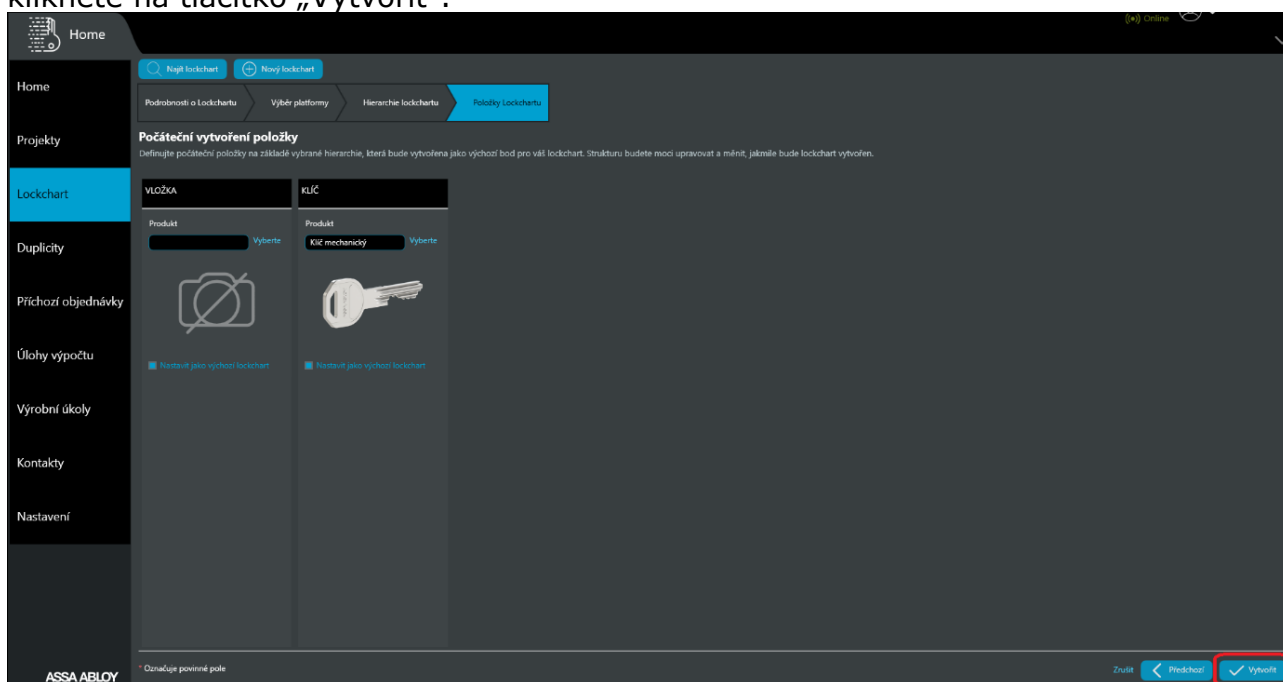 klikněte na tlačítko „Vytvořit“.
Home
((•)) Online
Najít lockchart
Nový lockchart
Podrobnosti o Lockchartu
Výběr platformy
Hierarchie lockchartu
Položky Lockchartu
Počáteční vytvoření položky
Definujte počáteční položky na základě vybrané hierarchie, která bude vytvořena jako výchozí bod pro váš lockchart. Strukturu budete moci upravovat a měnit, jakmile bude lockchart vytvořen.
Home
Projekty
Lockchart
Duplicity
Příchozí objednávky
Úlohy výpočtu
Výrobní úkoly
Kontakty
Nastavení
ASSA ABLOY
VLOŽKA
Produkt
Vyberte
Nastavit jako výchozí lockchart
KLÍČ
Produkt
Klíč mechanický
Vyberte
Nastavit jako výchozí lockchart
* Označuje povinné pole
Zrušit
Předchozí
Vytvořit